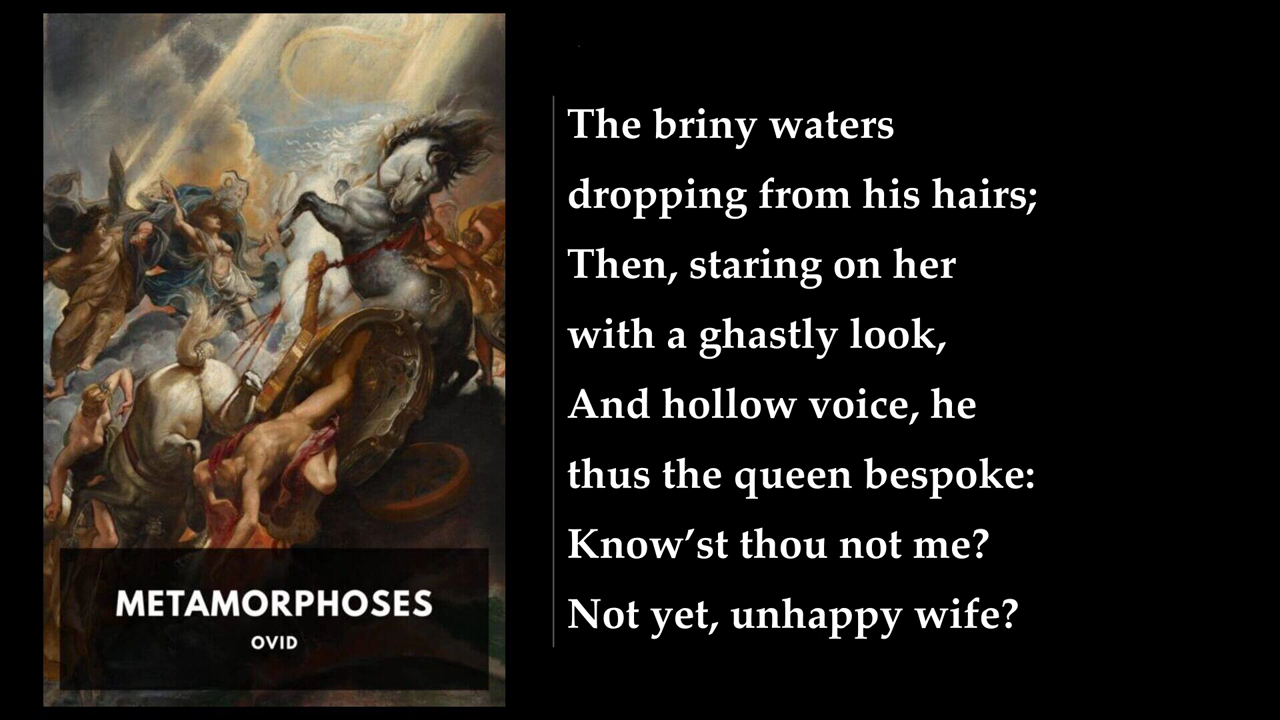 METAMORPHOSES
OVID
The briny waters
dropping from his hairs;
Then, staring on her
with a ghastly look,
And hollow voice, he
thus the queen bespoke:
Know’st thou not me?
Not yet, unhappy wife?